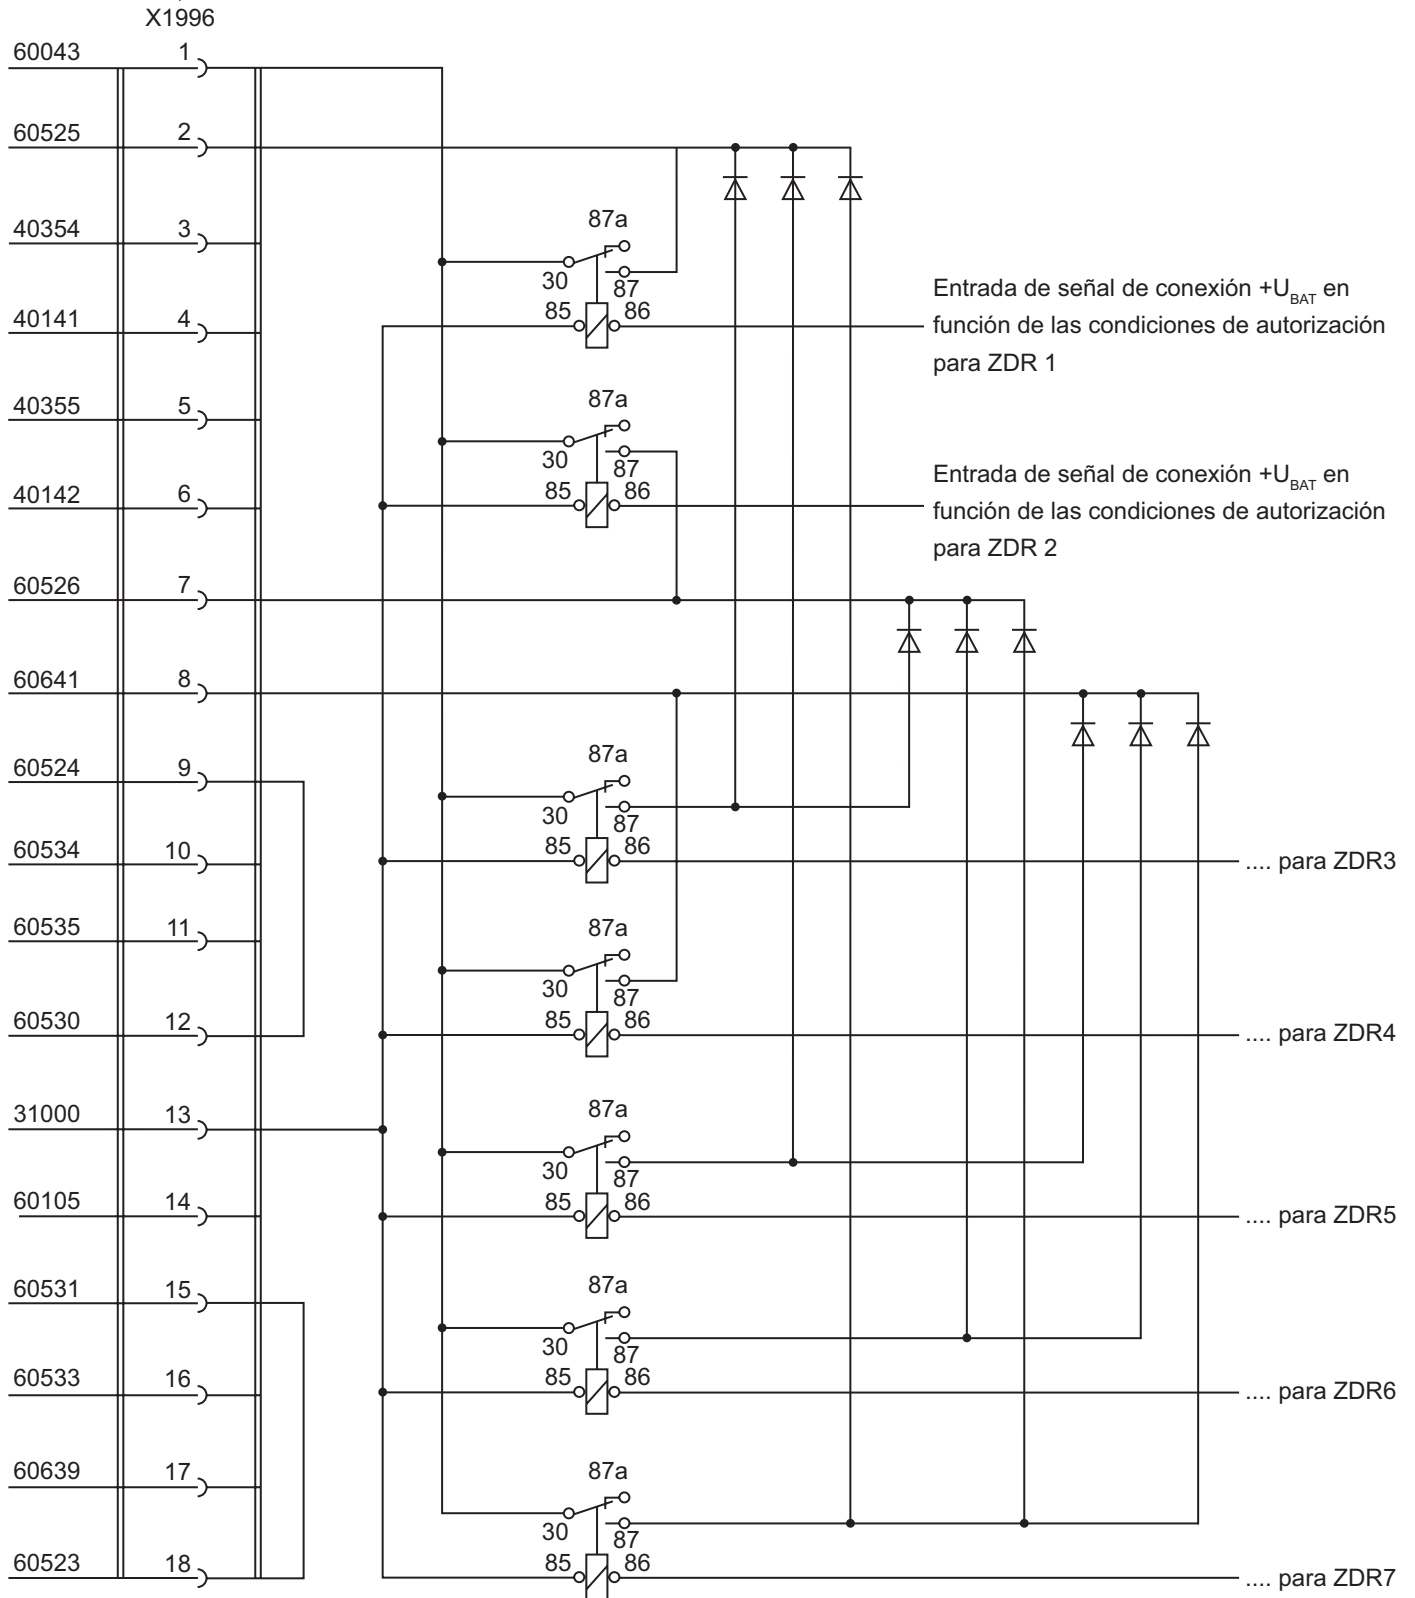 X1996
60043 1
60525 2
40354 3
87a
30
87
Entrada de señal de conexión +U_BAT en
40141 4
85 86
función de las condiciones de autorización
para ZDR 1
40355 5
87a
30
87
Entrada de señal de conexión +U_BAT en
40142 6
85 86
función de las condiciones de autorización
para ZDR 2
60526 7
60641 8
60524 9
87a
30
87
60534 10
85 86
.... para ZDR3
60535 11
87a
30
87
60530 12
85 86
.... para ZDR4
31000 13
87a
30
87
60105 14
85 86
.... para ZDR5
60531 15
87a
30
87
60533 16
85 86
.... para ZDR6
60639 17
87a
30
87
60523 18
85 86
.... para ZDR7